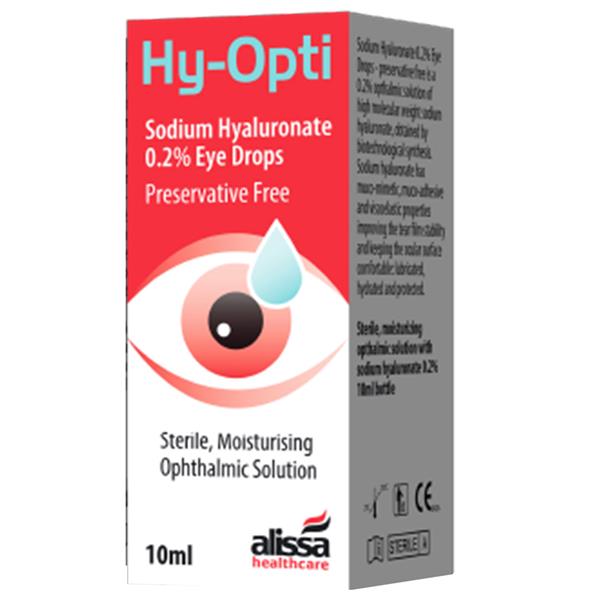 Hy-Opti
Sodium Hyaluronate
0.2% Eye Drops
Preservative Free
Sterile, Moisturising
Ophthalmic Solution
10ml
alissa
healthcare
Sodium Hyaluronate 0.2% Eye
Drops - preservative free is a
0.2% opthalmic solution of
high molecular weight sodium
hyaluronate, obtained by
biotechnological synthesis.
Sodium hyaluronate has
muco-mimetic, muco-adhesive
and viscoelastic properties
improving the tear film stability
and keeping the ocular surface
comfortable: lubricated,
hydrated and protected.
Sterile, moisturizing
opthalmic solution with
sodium hyaluronate 0.2%
10ml bottle
CE
STERILE A